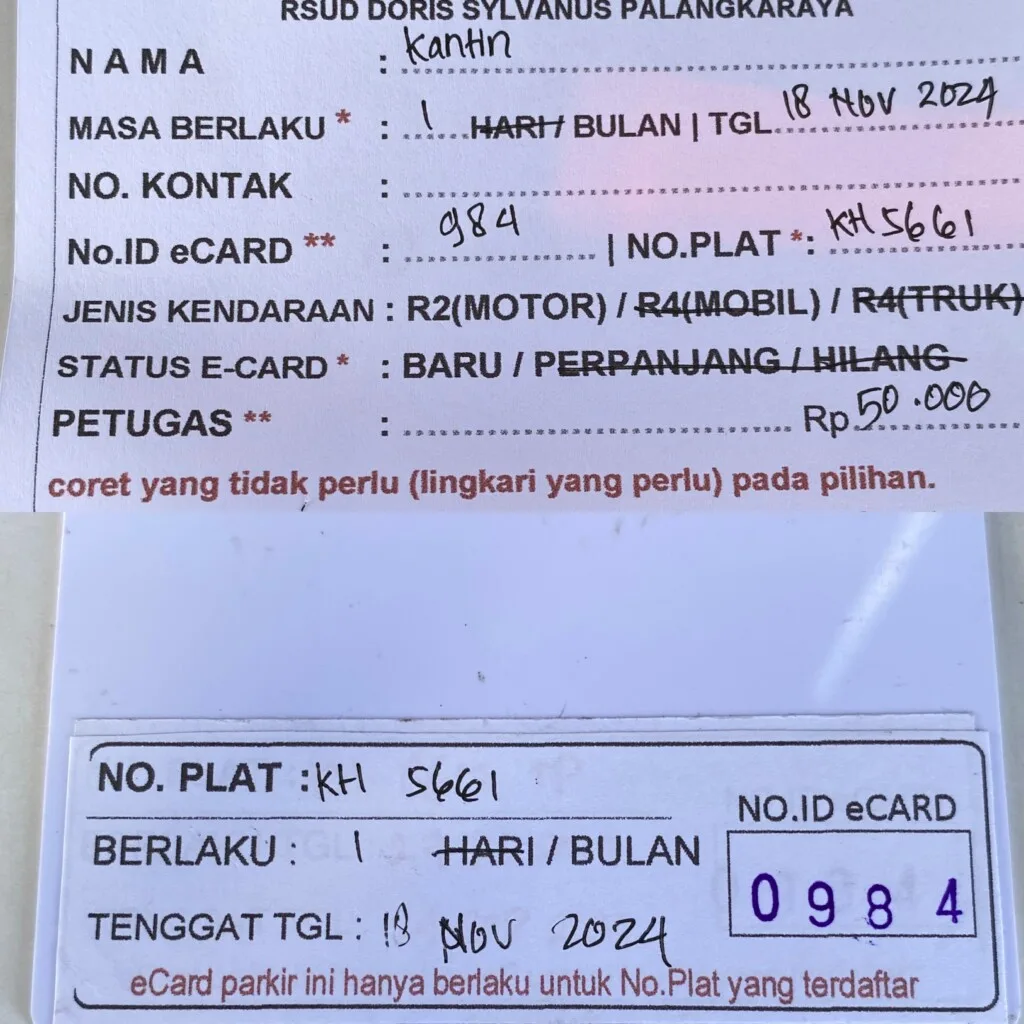 RSUD DORIS SYLVANUS PALANGKARAYA
N A M A : Kantin
MASA BERLAKU * : 1 HARI / BULAN | TGL 18 NOV 2024
NO. KONTAK :
No.ID eCARD ** : 984 | NO.PLAT *: KH 5661
JENIS KENDARAAN : R2(MOTOR) / R4(MOBIL) / R4(TRUK)
STATUS E-CARD * : BARU / PERPANJANG / HILANG
PETUGAS ** : Rp 50.000
coret yang tidak perlu (lingkari yang perlu) pada pilihan.
NO. PLAT : KH 5661
BERLAKU : 1 HARI / BULAN
TENGGAT TGL : 18 NOV 2024
NO.ID eCARD
0984
eCard parkir ini hanya berlaku untuk No.Plat yang terdaftar